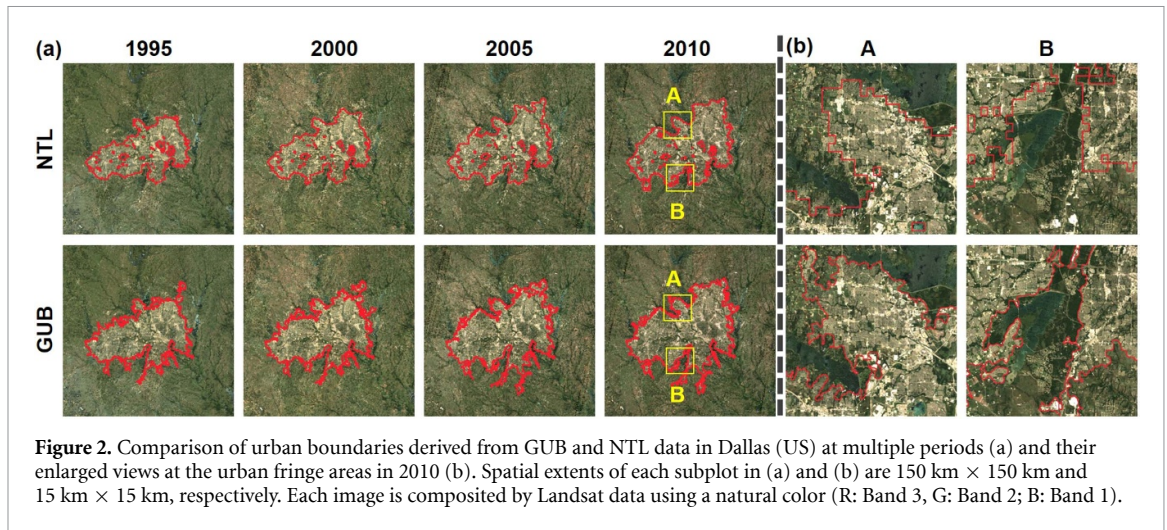 (a) 1995 2000 2005 2010 (b) A B
NTL
A
B
GUB
A
B
Figure 2. Comparison of urban boundaries derived from GUB and NTL data in Dallas (US) at multiple periods (a) and their
enlarged views at the urban fringe areas in 2010 (b). Spatial extents of each subplot in (a) and (b) are 150 km × 150 km and
15 km × 15 km, respectively. Each image is composited by Landsat data using a natural color (R: Band 3, G: Band 2; B: Band 1).